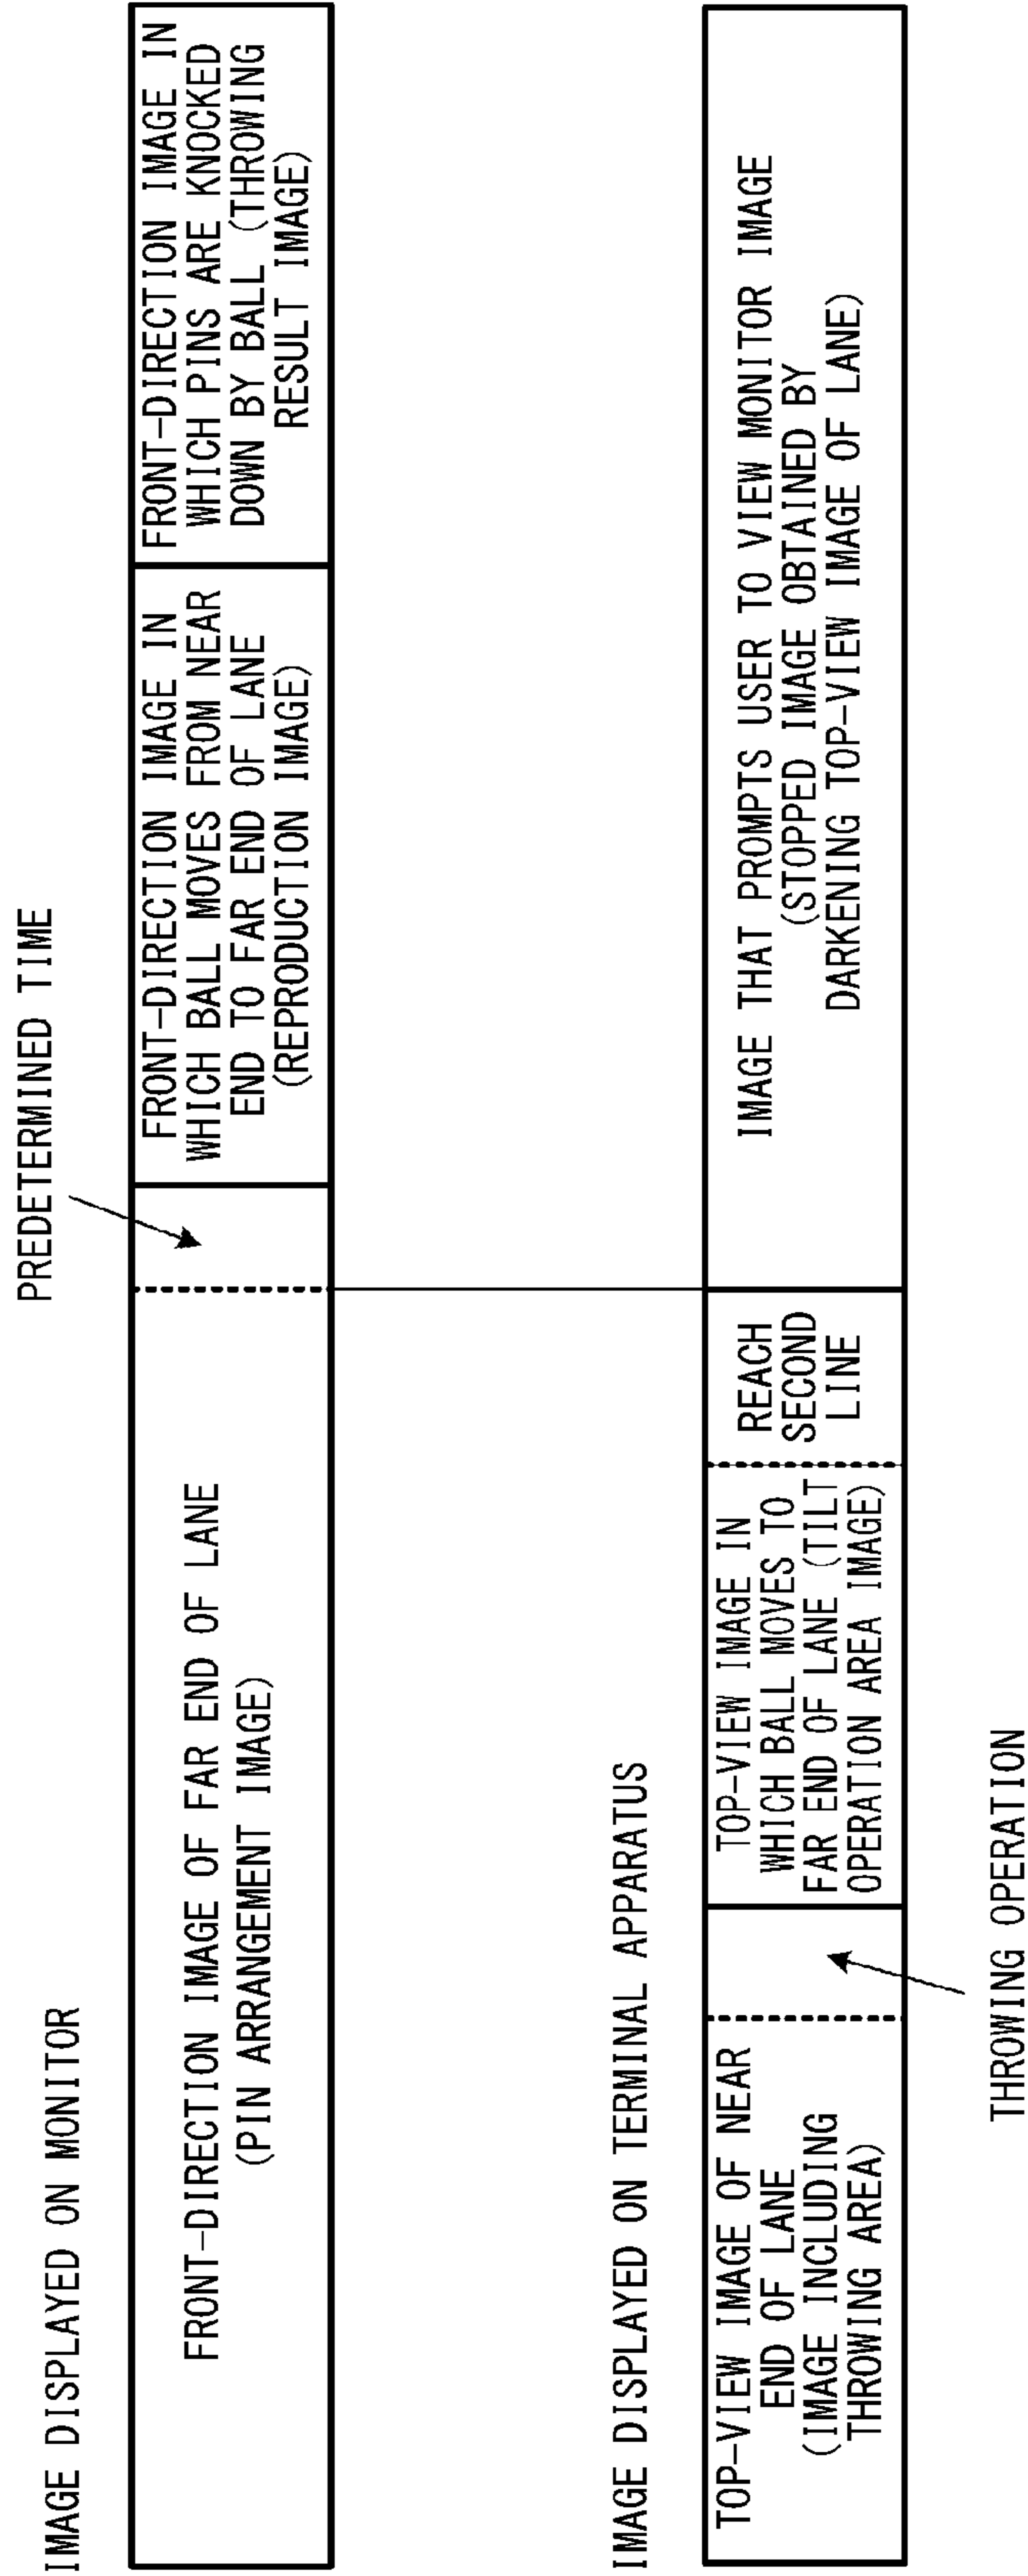 IMAGE DISPLAYED ON MONITOR
PREDETERMINED TIME
FRONT-DIRECTION IMAGE OF FAR END OF LANE
(PIN ARRANGEMENT IMAGE)
FRONT-DIRECTION IMAGE IN
WHICH BALL MOVES FROM NEAR
END TO FAR END OF LANE
(REPRODUCTION IMAGE)
FRONT-DIRECTION IMAGE IN
WHICH PINS ARE KNOCKED
DOWN BY BALL (THROWING
RESULT IMAGE)
IMAGE DISPLAYED ON TERMINAL APPARATUS
TOP-VIEW IMAGE OF NEAR
END OF LANE
(IMAGE INCLUDING
THROWING AREA)
TOP-VIEW IMAGE IN
WHICH BALL MOVES TO
FAR END OF LANE (TILT
OPERATION AREA IMAGE)
REACH
SECOND
LINE
IMAGE THAT PROMPTS USER TO VIEW MONITOR IMAGE
(STOPPED IMAGE OBTAINED BY
DARKENING TOP-VIEW IMAGE OF LANE)
THROWING OPERATION